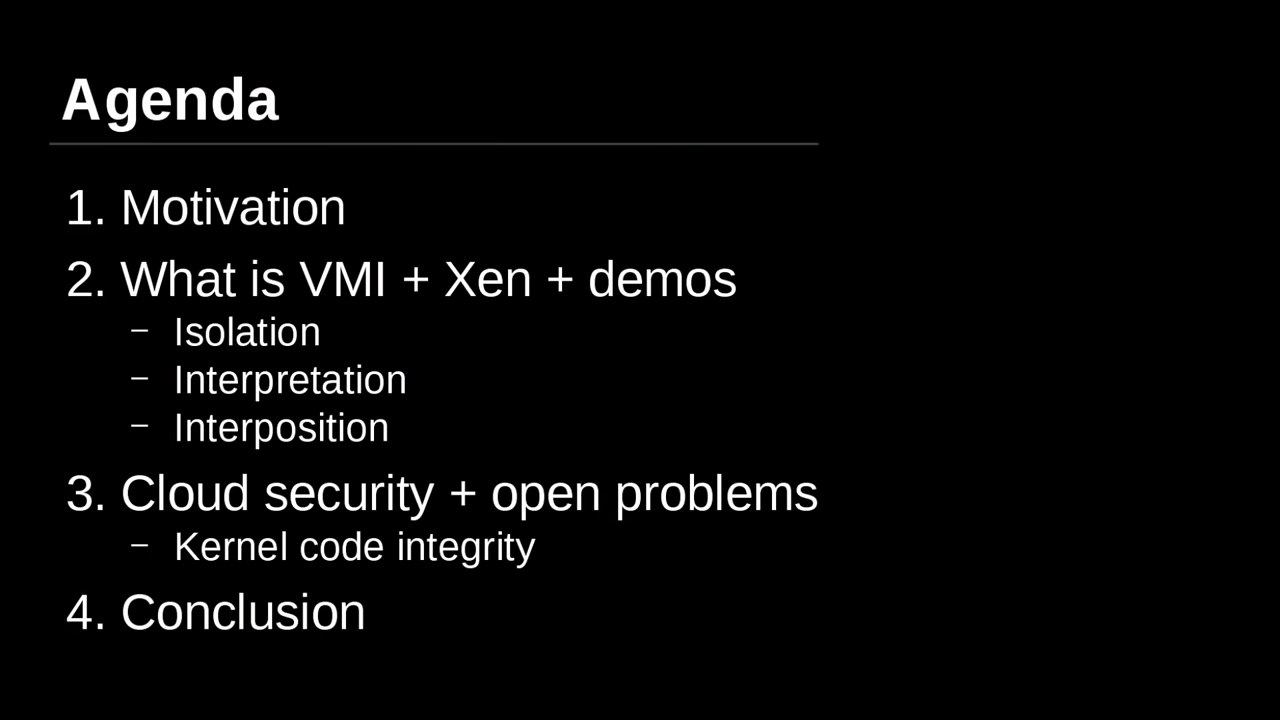 Agenda
1. Motivation
2. What is VMI + Xen + demos
– Isolation
– Interpretation
– Interposition
3. Cloud security + open problems
– Kernel code integrity
4. Conclusion